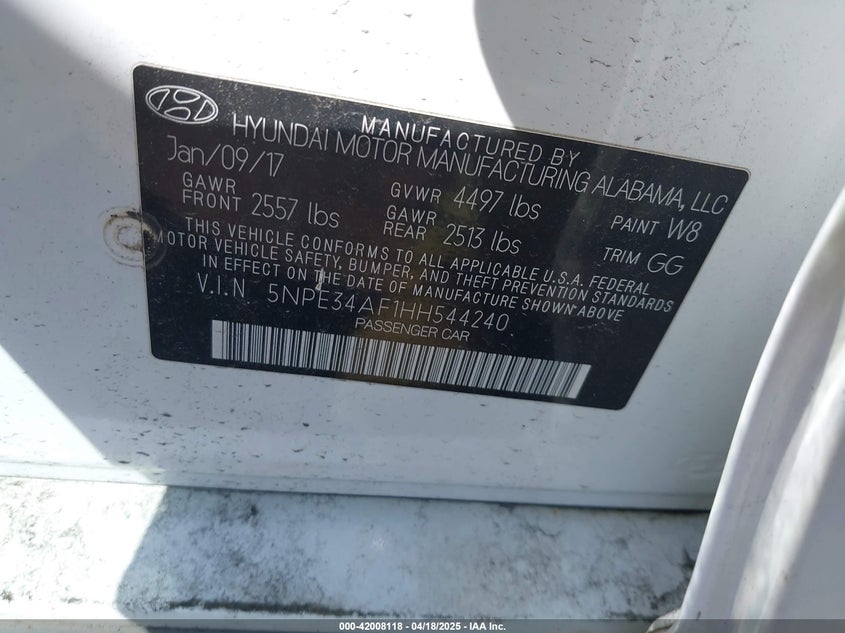 MANUFACTURED BY
HYUNDAI MOTOR MANUFACTURING ALABAMA, LLC
Jan/09/17
GAWR FRONT 2557 lbs
GVWR 4497 lbs
GAWR REAR 2513 lbs
PAINT W8
TRIM GG
THIS VEHICLE CONFORMS TO ALL APPLICABLE U.S.A. FEDERAL
MOTOR VEHICLE SAFETY, BUMPER, AND THEFT PREVENTION STANDARDS
IN EFFECT ON THE DATE OF MANUFACTURE SHOWN ABOVE
V.I.N 5NPE34AF1HH544240
PASSENGER CAR
000-42008118 - 04/18/2025 - IAA Inc.